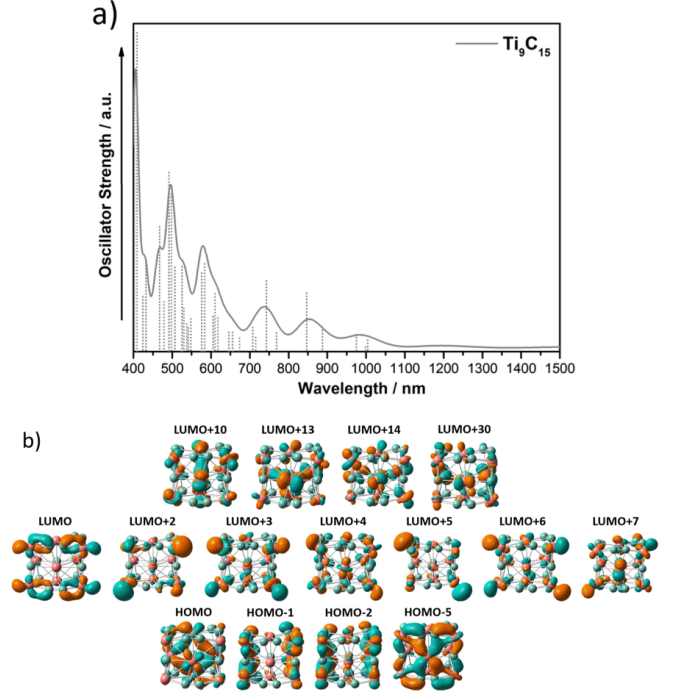 a)
Ti9C15
Oscillator Strength / a.u.
400 500 600 700 800 900 1000 1100 1200 1300 1400 1500
Wavelength / nm
b)
LUMO+10 LUMO+13 LUMO+14 LUMO+30
LUMO LUMO+2 LUMO+3 LUMO+4 LUMO+5 LUMO+6 LUMO+7
HOMO HOMO-1 HOMO-2 HOMO-5